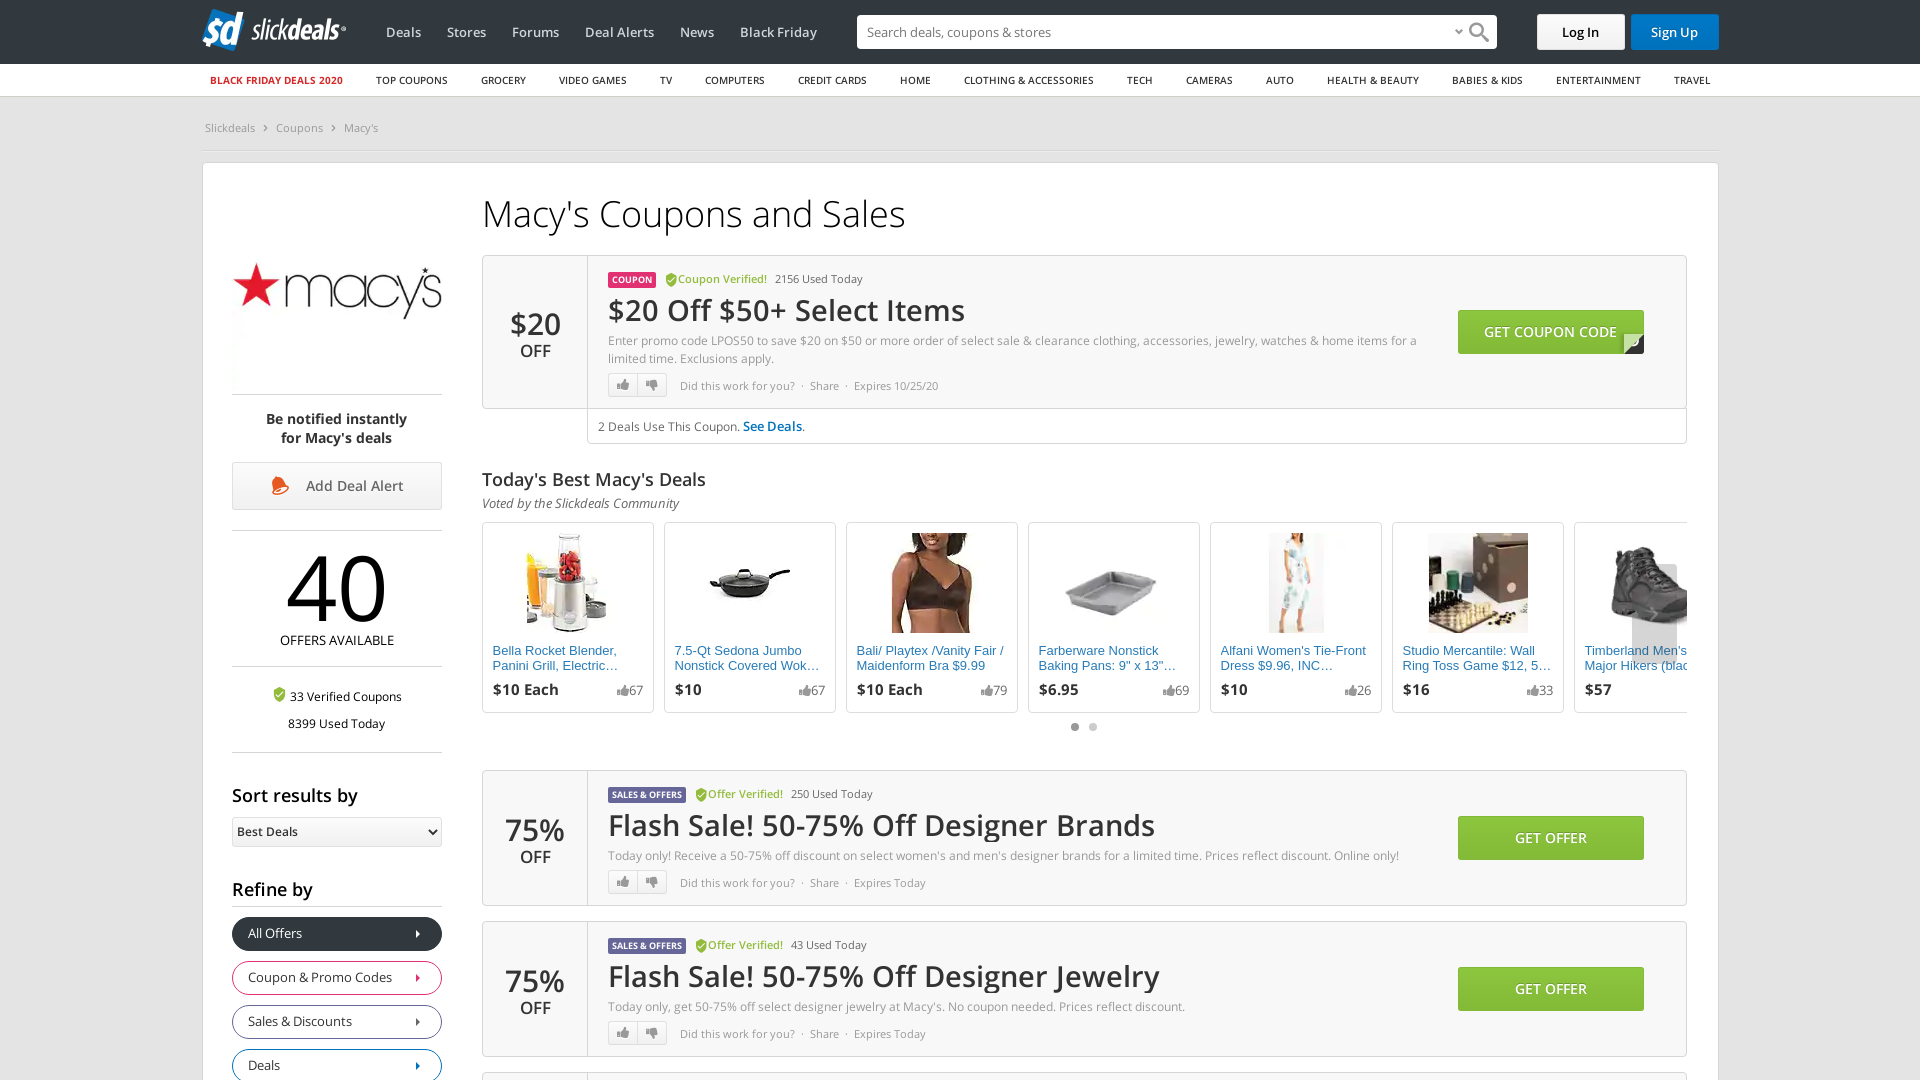 slickdeals
Deals
Stores
Forums
Deal Alerts
News
Black Friday
Search deals, coupons & stores
Log In
Sign Up
BLACK FRIDAY DEALS 2020
TOP COUPONS
GROCERY
VIDEO GAMES
TV
COMPUTERS
CREDIT CARDS
HOME
CLOTHING & ACCESSORIES
TECH
CAMERAS
AUTO
HEALTH & BEAUTY
BABIES & KIDS
ENTERTAINMENT
TRAVEL
Slickdeals
Coupons
Macy's
macy's
Be notified instantly
for Macy's deals
Add Deal Alert
40
OFFERS AVAILABLE
33 Verified Coupons
8399 Used Today
Sort results by
Best Deals
Refine by
All Offers
Coupon & Promo Codes
Sales & Discounts
Deals
Macy's Coupons and Sales
$20
OFF
COUPON Coupon Verified! 2156 Used Today
$20 Off $50+ Select Items
Enter promo code LPOS50 to save $20 on $50 or more order of select sale & clearance clothing, accessories, jewelry, watches & home items for a
limited time. Exclusions apply.
Did this work for you? · Share · Expires 10/25/20
GET COUPON CODE
2 Deals Use This Coupon. See Deals.
Today's Best Macy's Deals
Voted by the Slickdeals Community
Bella Rocket Blender,
Panini Grill, Electric…
$10 Each 67
7.5-Qt Sedona Jumbo
Nonstick Covered Wok…
$10 67
Bali/ Playtex /Vanity Fair /
Maidenform Bra $9.99
$10 Each 79
Farberware Nonstick
Baking Pans: 9" x 13"…
$6.95 69
Alfani Women's Tie-Front
Dress $9.96, INC…
$10 26
Studio Mercantile: Wall
Ring Toss Game $12, 5…
$16 33
Timberland Men's
Major Hikers (blac
$57
75%
OFF
SALES & OFFERS Offer Verified! 250 Used Today
Flash Sale! 50-75% Off Designer Brands
Today only! Receive a 50-75% off discount on select women's and men's designer brands for a limited time. Prices reflect discount. Online only!
Did this work for you? · Share · Expires Today
GET OFFER
75%
OFF
SALES & OFFERS Offer Verified! 43 Used Today
Flash Sale! 50-75% Off Designer Jewelry
Today only, get 50-75% off select designer jewelry at Macy's. No coupon needed. Prices reflect discount.
Did this work for you? · Share · Expires Today
GET OFFER